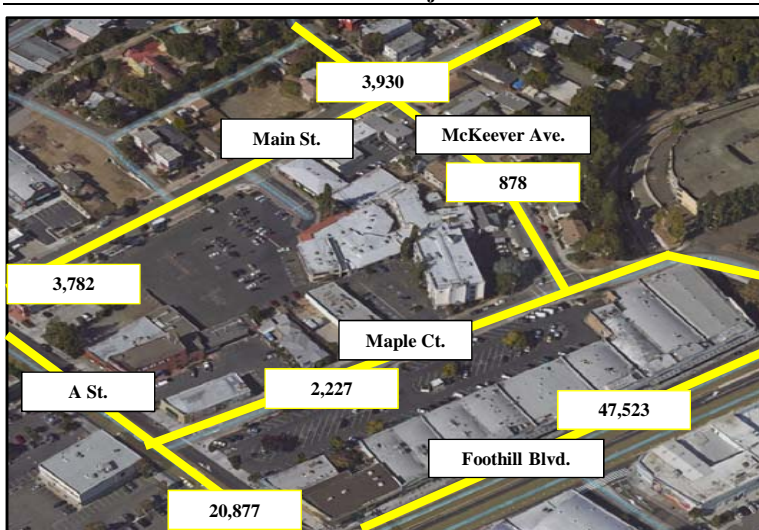 3,930
Main St.
McKeever Ave.
878
3,782
Maple Ct.
A St.
2,227
47,523
Foothill Blvd.
20,877